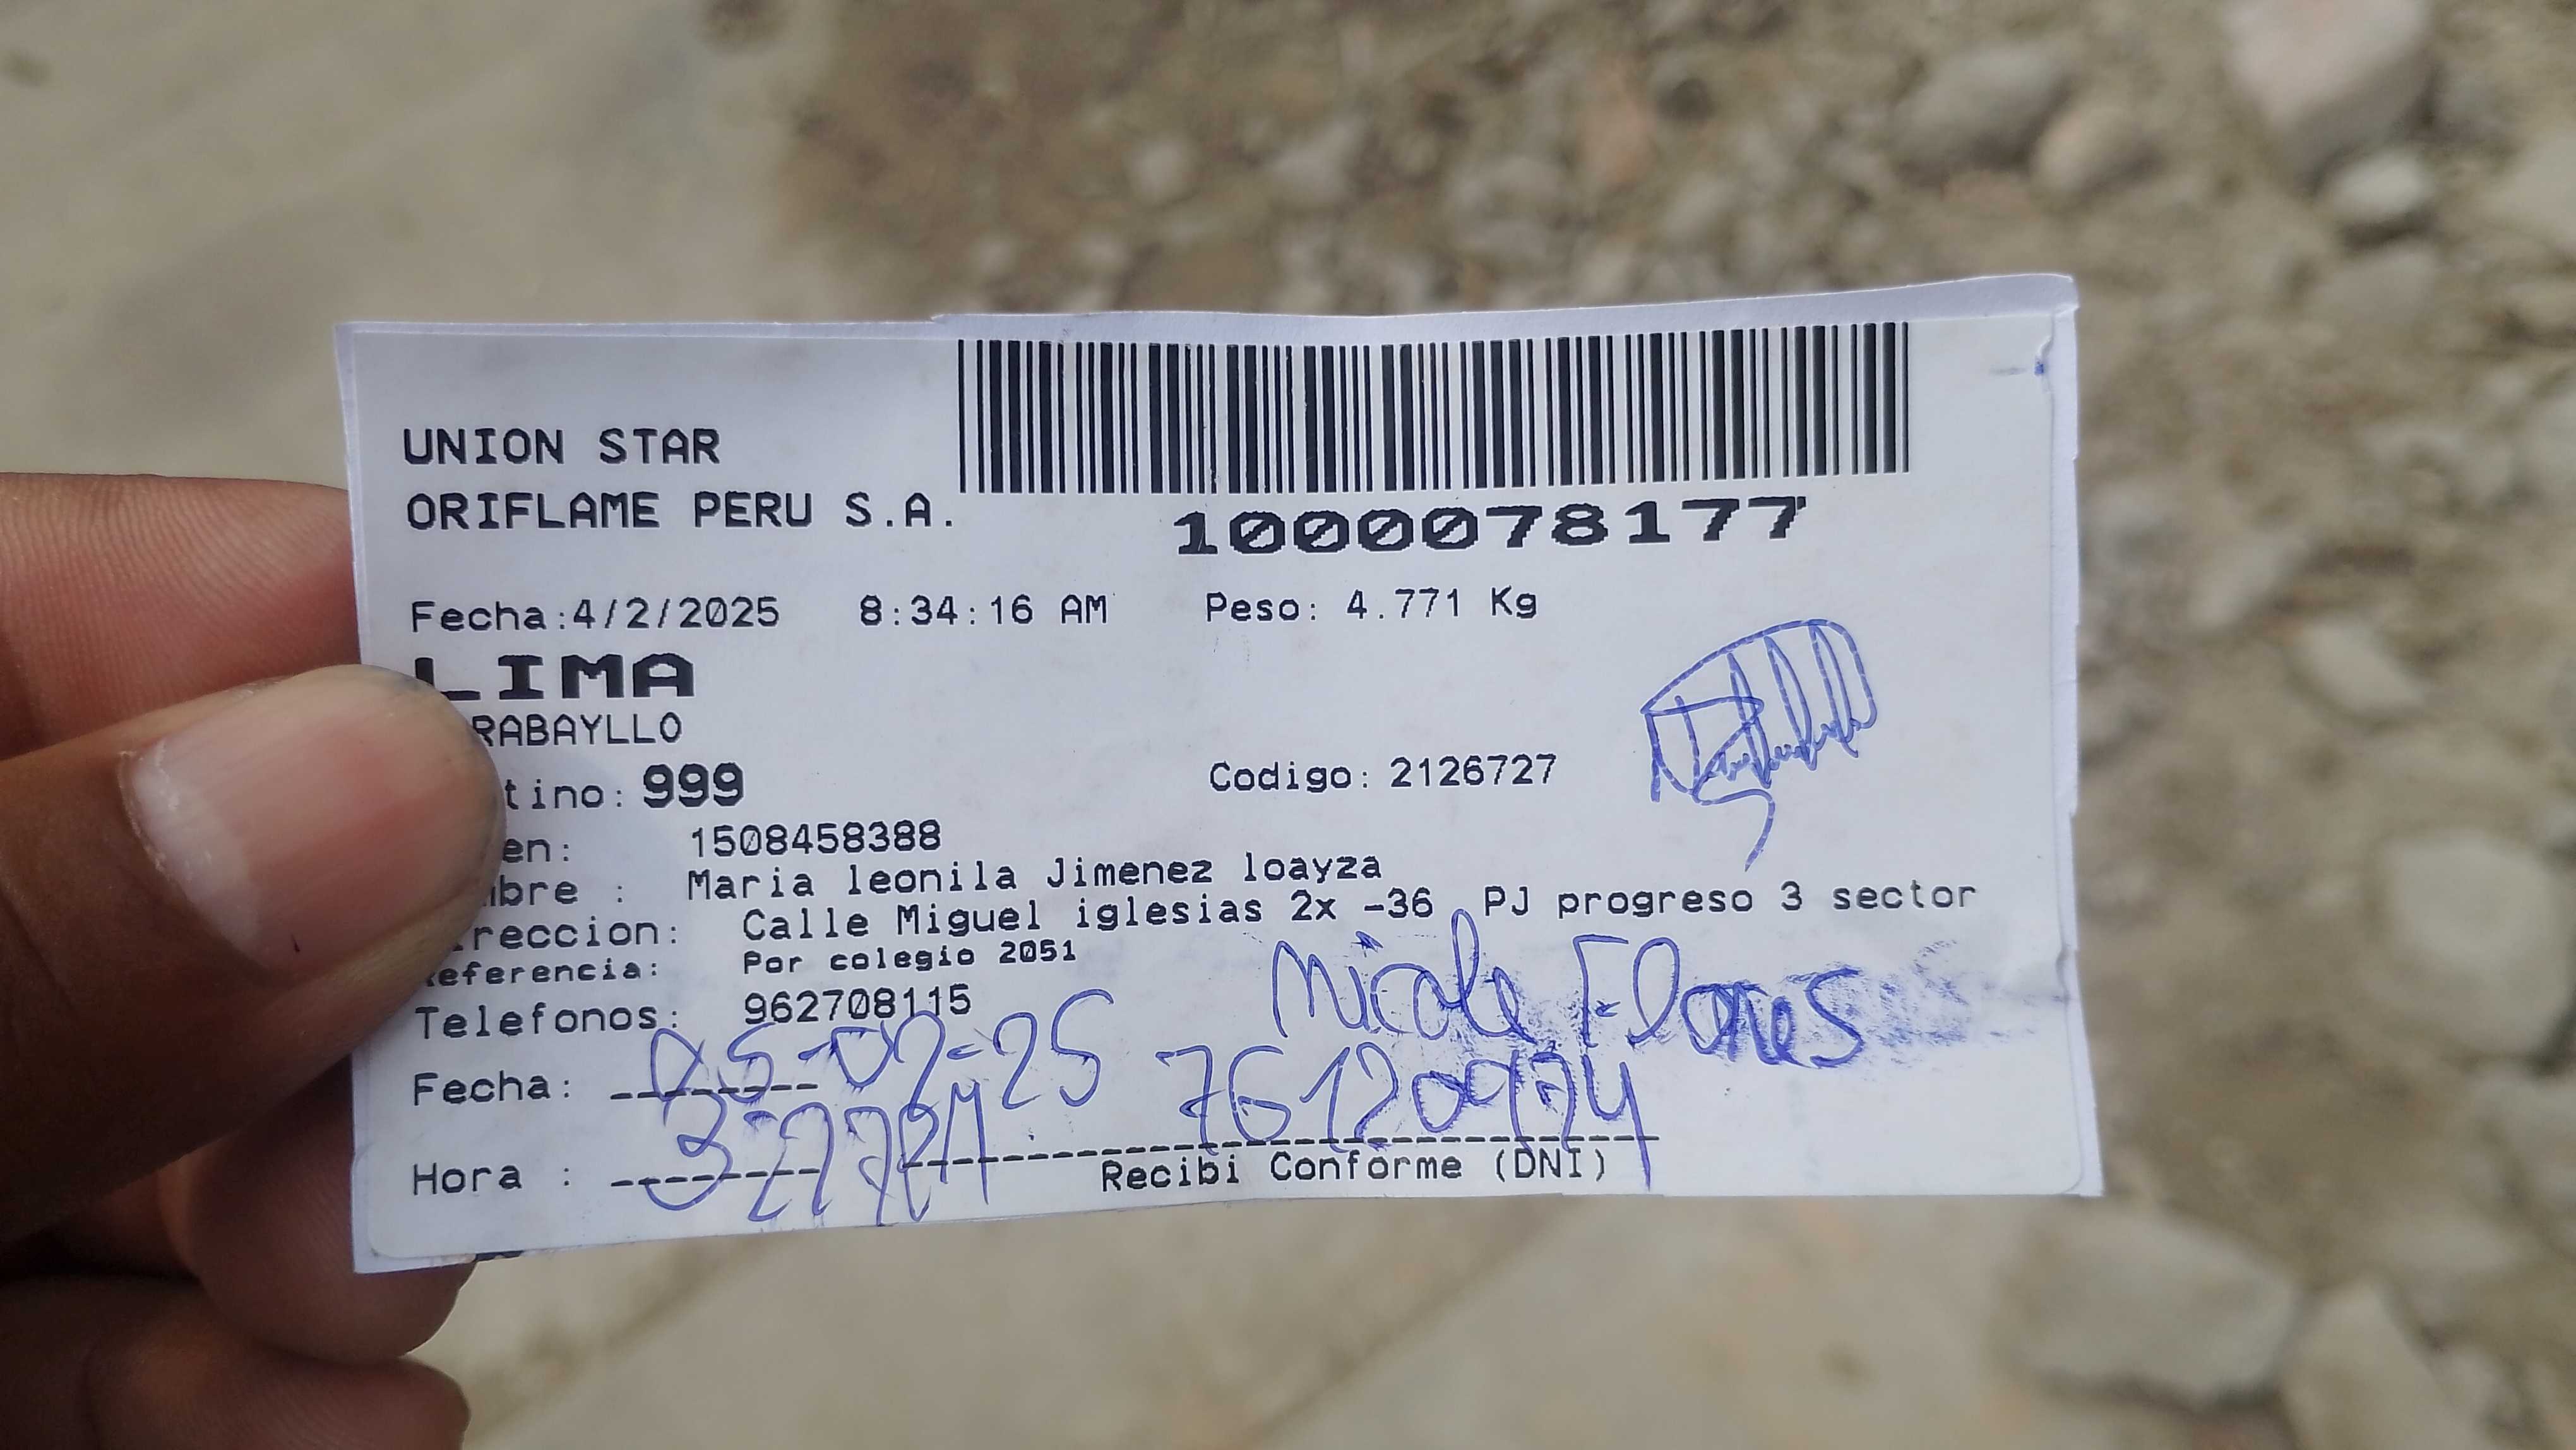 UNION STAR
ORIFLAME PERU S.A.
1000078177
Fecha:4/2/2025 8:34:16 AM Peso: 4.771 Kg
LIMA
RABAYLLO
tino: 999 Codigo: 2126727
en: 1508458388
bre : Maria leonila Jimenez loayza
reccion: Calle Miguel iglesias 2x -36 PJ progreso 3 sector
eferencia: Por colegio 2051
Telefonos: 962708115
Nicole Flores
Fecha: 05-02-25
Hora :
Recibi Conforme (DNI)